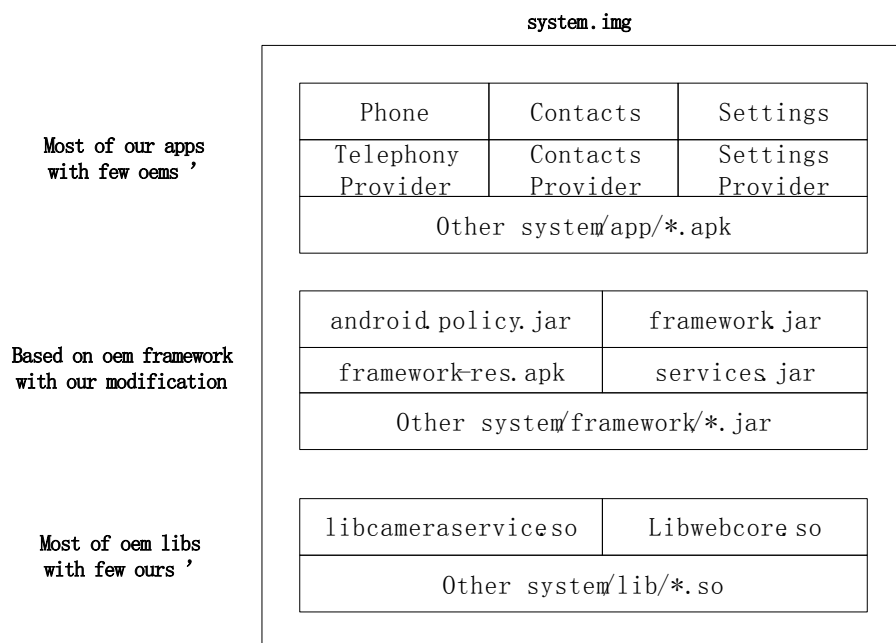 system.img
Most of our apps
with few oems ’
Phone
Contacts
Settings
Telephony
Provider
Contacts
Provider
Settings
Provider
Other system/app/*.apk
Based on oem framework
with our modification
android.policy.jar
framework.jar
framework-res.apk
services.jar
Other system/framework/*.jar
Most of oem libs
with few ours ’
libcameraservice.so
Libwebcore.so
Other system/lib/*.so